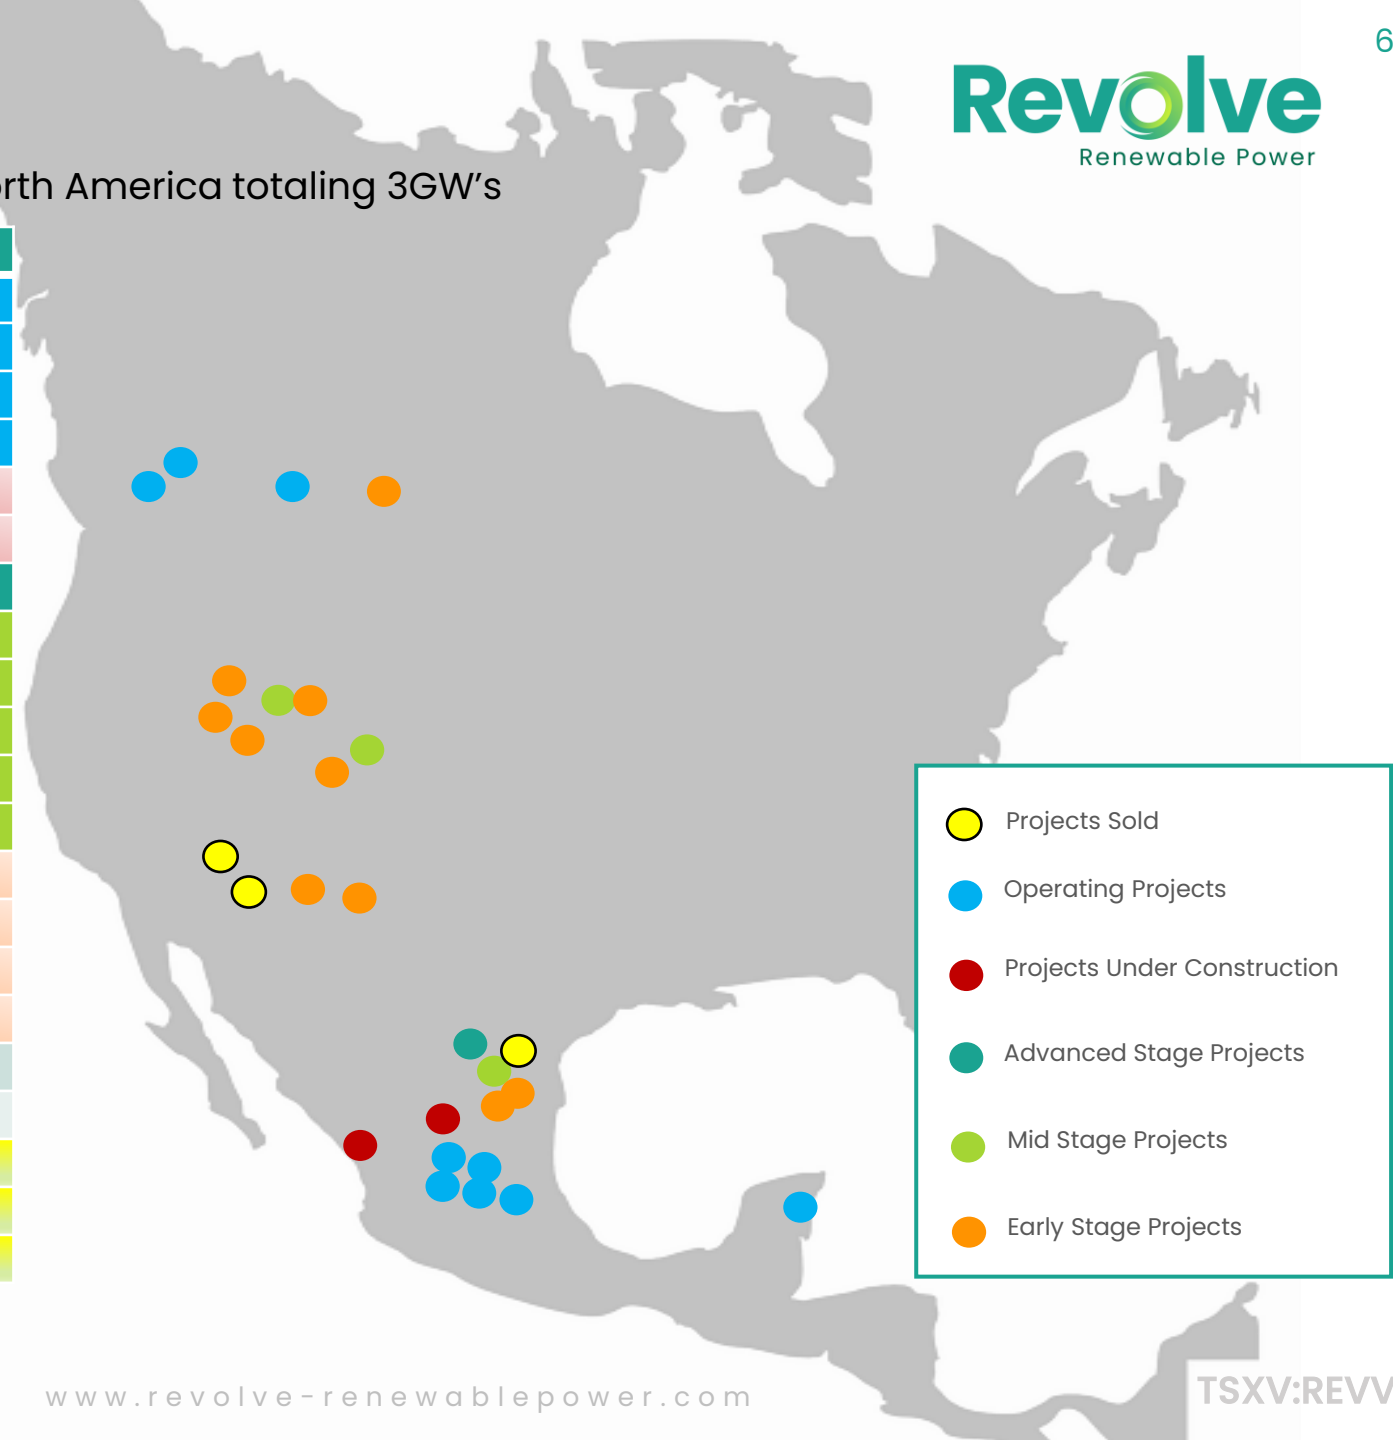 6
Revolve
Renewable Power
rth America totaling 3GW’s
Projects Sold
Operating Projects
Projects Under Construction
Advanced Stage Projects
Mid Stage Projects
Early Stage Projects
www.revolve-renewablepower.com
TSXV:REVV